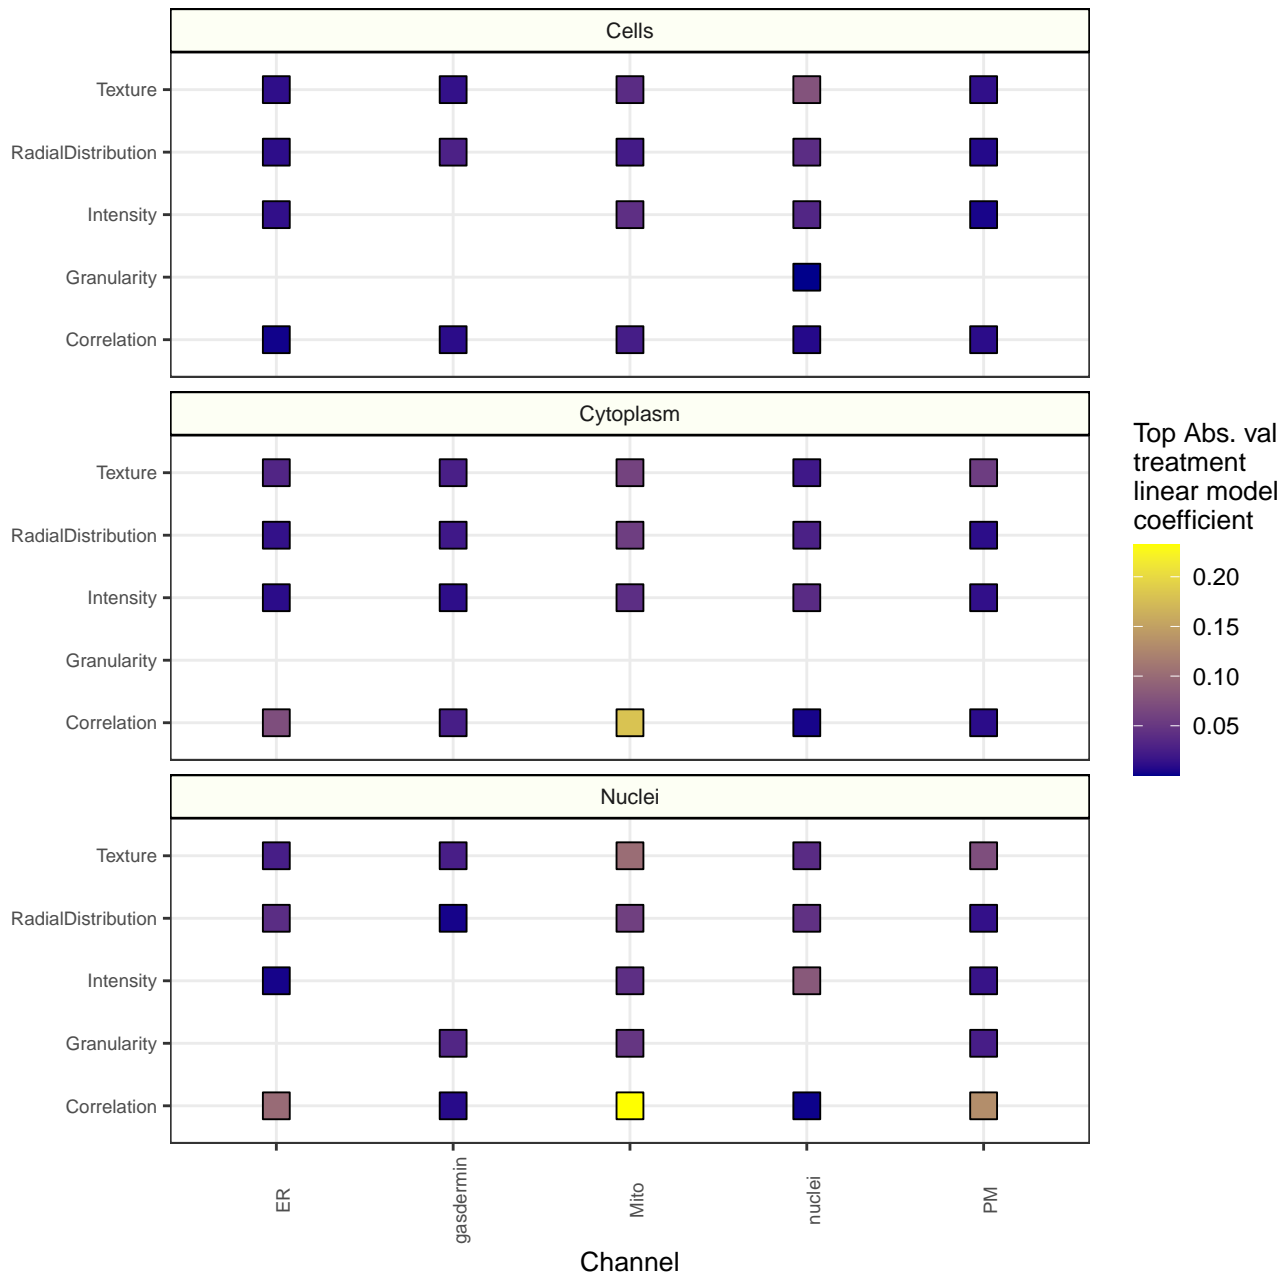 Cells
Texture
RadialDistribution
Intensity
Granularity
Correlation
Cytoplasm
Texture
RadialDistribution
Intensity
Granularity
Correlation
Nuclei
Texture
RadialDistribution
Intensity
Granularity
Correlation
ER
gasdermin
Mito
nuclei
PM
Channel
Top Abs. val
treatment
linear model
coefficient
0.20
0.15
0.10
0.05